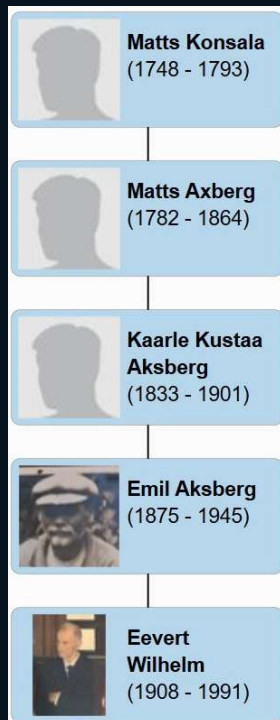 Matts Konsala
(1748 - 1793)
Matts Axberg
(1782 - 1864)
Kaarle Kustaa
Aksberg
(1833 - 1901)
Emil Aksberg
(1875 - 1945)
Eevert
Wilhelm
(1908 - 1991)